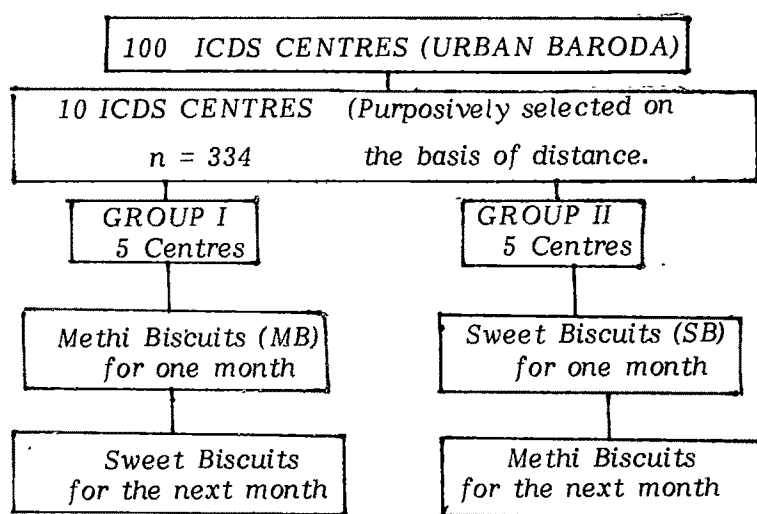 100 ICDS CENTRES (URBAN BARODA)
10 ICDS CENTRES (Purposively selected on
n = 334 the basis of distance.
GROUP I
5 Centres
GROUP II
5 Centres
Methi Biscuits (MB)
for one month
Sweet Biscuits (SB)
for one month
Sweet Biscuits
for the next month
Methi Biscuits
for the next month